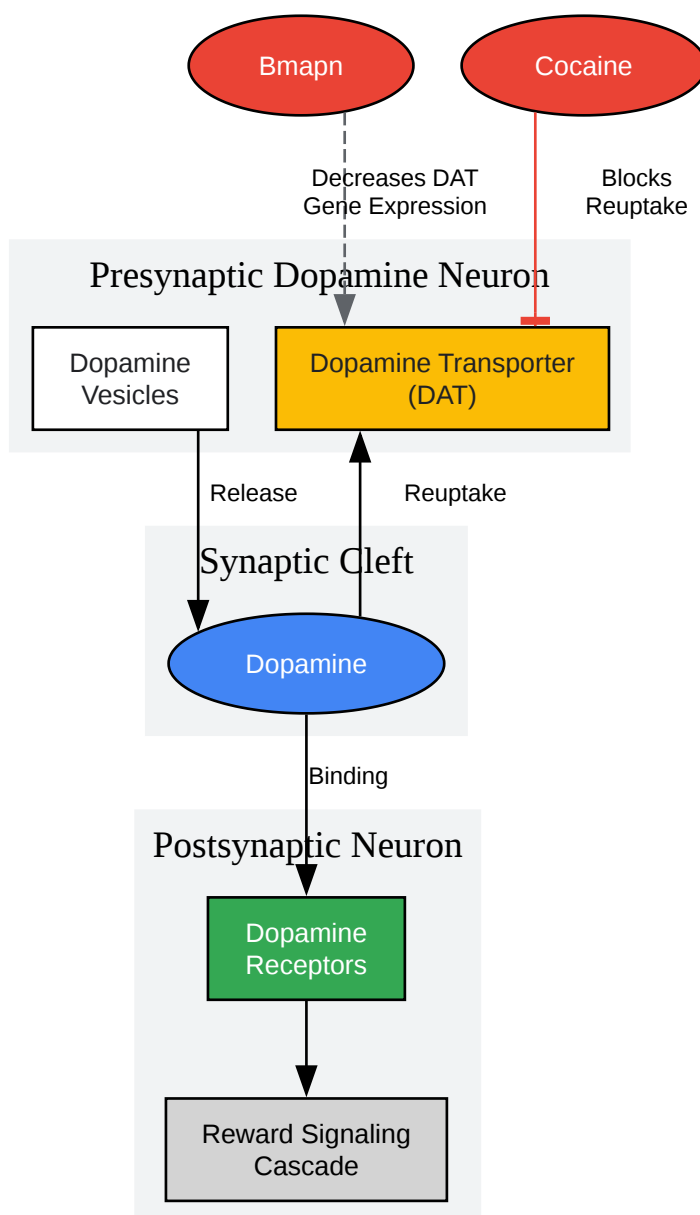 Bmapn
Cocaine
Decreases DAT
Gene Expression
Blocks
Reuptake
Presynaptic Dopamine Neuron
Dopamine
Vesicles
Dopamine Transporter
(DAT)
Release
Reuptake
Synaptic Cleft
Dopamine
Binding
Postsynaptic Neuron
Dopamine
Receptors
Reward Signaling
Cascade